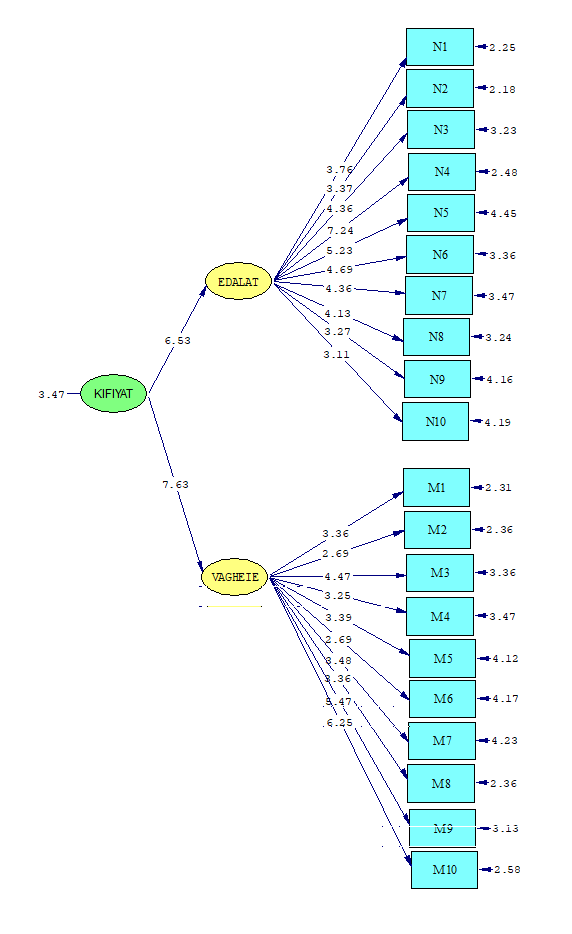 N1
2.25
N2
2.18
N3
3.23
3.76
N4
2.48
3.37
4.36
N5
4.45
7.24
5.23
N6
3.36
4.69
EDALAT
4.36
N7
3.47
4.13
3.27
N8
3.24
6.53
3.11
N9
4.16
3.47
KIFIYAT
N10
4.19
7.63
M1
2.31
3.36
M2
2.36
2.69
VAGHEIE
4.47
M3
3.36
3.25
M4
3.47
3.39
2.69
M5
4.12
3.48
3.36
M6
4.17
5.47
6.25
M7
4.23
M8
2.36
M9
3.13
M10
2.58